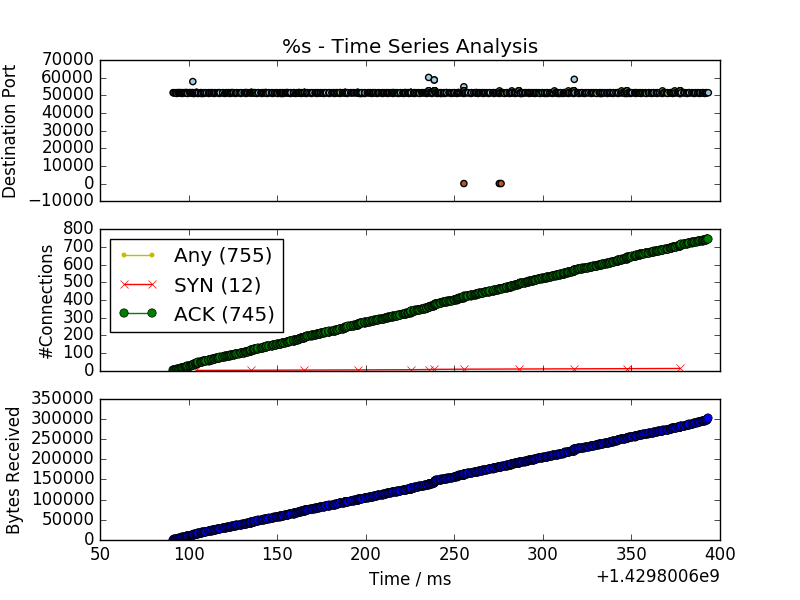 %s - Time Series Analysis
Destination Port
70000
60000
50000
40000
30000
20000
10000
0
−10000
#Connections
800
700
600
500
400
300
200
100
0
Any (755)
SYN (12)
ACK (745)
Bytes Received
350000
300000
250000
200000
150000
100000
50000
0
50 100 150 200 250 300 350 400
Time / ms
+1.4298006e9